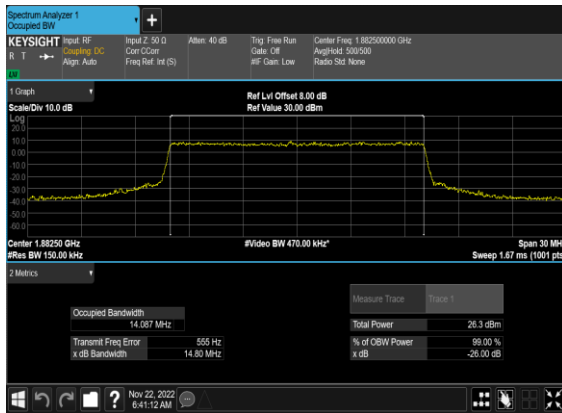 Spectrum Analyzer 1
Occupied BW
KEYSIGHT
R T
LXI
Input: RF
Coupling: DC
Align: Auto
Input Z: 50 Ω
Corr CCorr
Freq Ref: Int (S)
Atten: 40 dB
Trig: Free Run
Gate: Off
#IF Gain: Low
Center Freq: 1.882500000 GHz
Avg|Hold: 500/500
Radio Std: None
1 Graph
Scale/Div 10.0 dB
Ref Lvl Offset 8.00 dB
Ref Value 30.00 dBm
Log
20.0
10.0
0.00
-10.0
-20.0
-30.0
-40.0
-50.0
-60.0
Center 1.88250 GHz
#Res BW 150.00 kHz
#Video BW 470.00 kHz*
Span 30 MH
Sweep 1.67 ms (1001 pts
2 Metrics
Measure Trace
Trace 1
Occupied Bandwidth
14.087 MHz
Total Power
26.3 dBm
Transmit Freq Error
555 Hz
% of OBW Power
99.00 %
x dB Bandwidth
14.80 MHz
x dB
-26.00 dB
?
Nov 22, 2022
6:41:12 AM